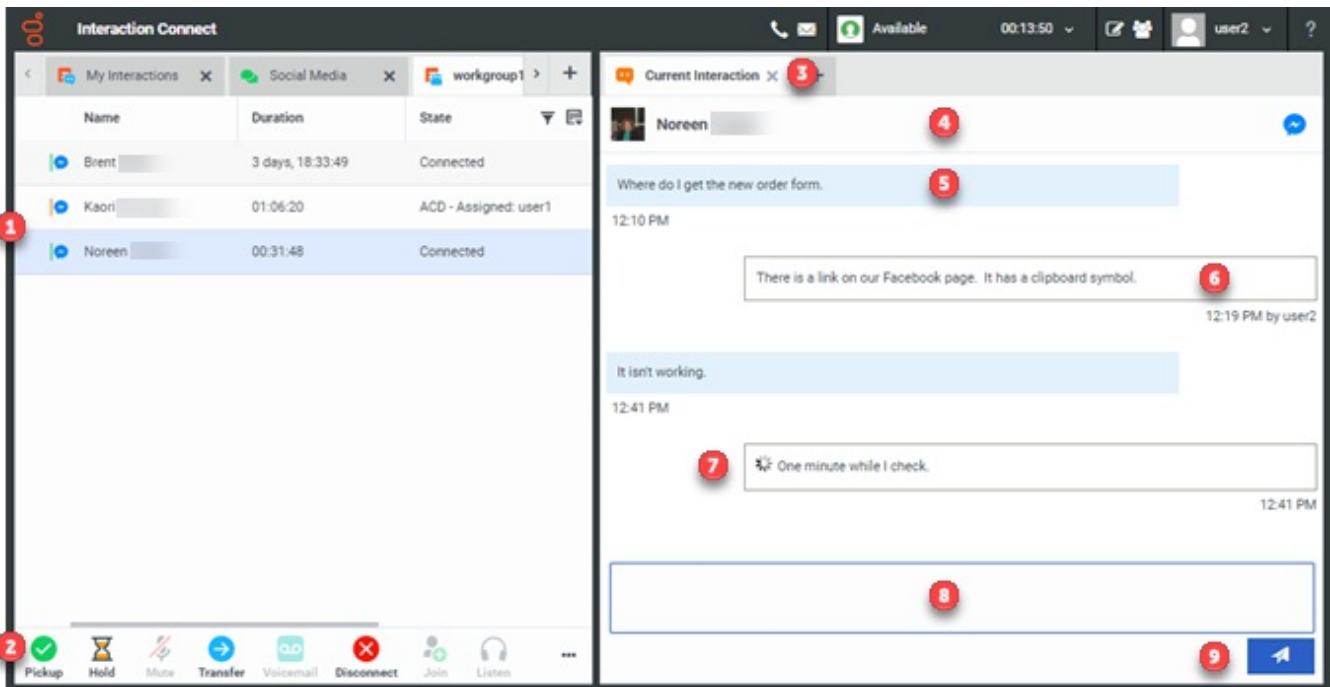 Interaction Connect
Available 00:13:50 user2 ?
My Interactions Social Media workgroup1
Current Interaction 3
Name Duration State
Noreen 4
Brent 3 days, 18:33:49 Connected
Kaori 01:06:20 ACD - Assigned: user1
1
Noreen 00:31:48 Connected
Where do I get the new order form. 5
12:10 PM
There is a link on our Facebook page. It has a clipboard symbol. 6
12:19 PM by user2
It isn't working.
12:41 PM
7 One minute while I check.
12:41 PM
8
2
Pickup Hold Mute Transfer Voicemail Disconnect Join Listen ...
9